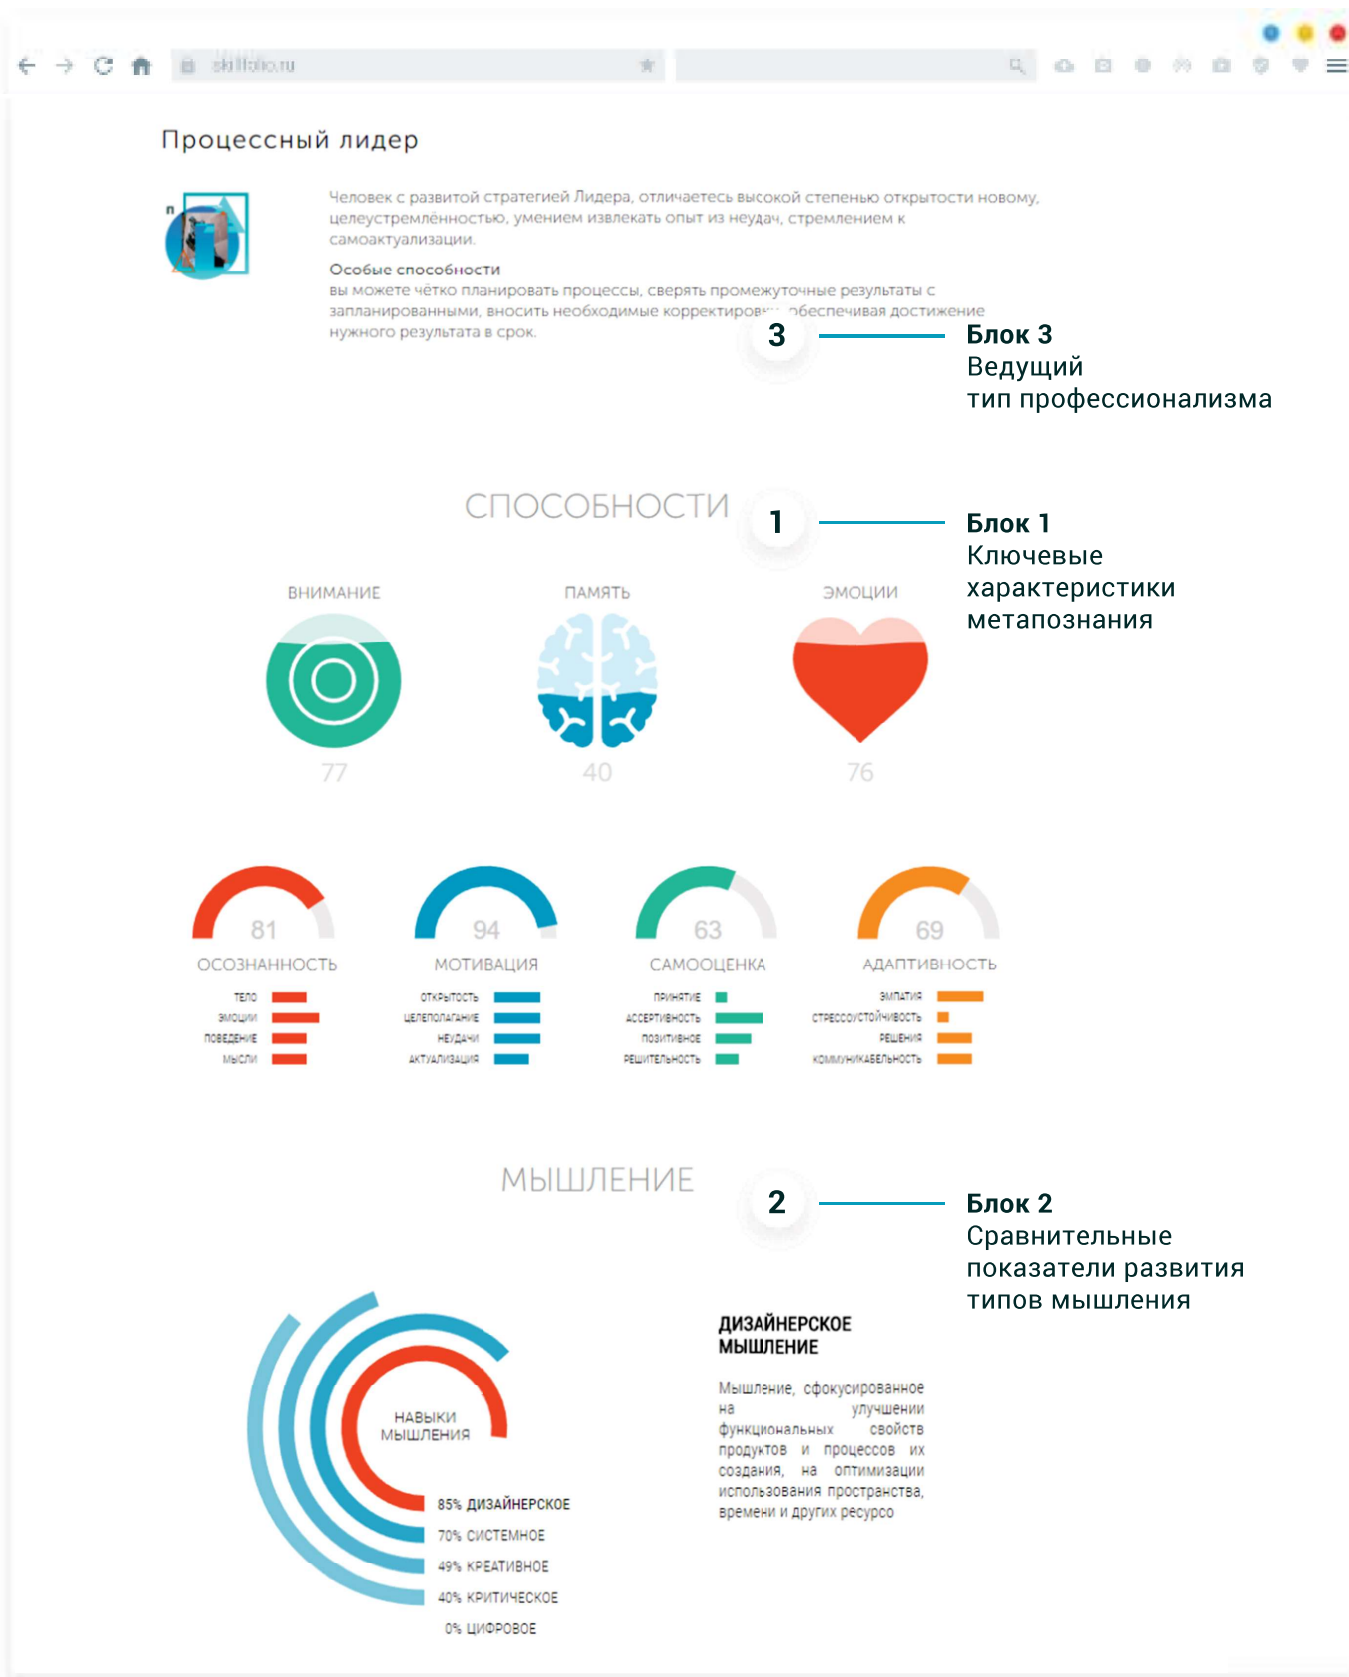 skillfolio.ru
Процессный лидер
п
Человек с развитой стратегией Лидера, отличаетесь высокой степенью открытости новому,
целеустремлённостью, умением извлекать опыт из неудач, стремлением к
самоактуализации.
Особые способности
вы можете чётко планировать процессы, сверять промежуточные результаты с
запланированными, вносить необходимые корректировки, обеспечивая достижение
нужного результата в срок.
3
Блок 3
Ведущий
тип профессионализма
СПОСОБНОСТИ
1
Блок 1
Ключевые
характеристики
метапознания
ВНИМАНИЕ
ПАМЯТЬ
ЭМОЦИИ
77
40
76
81
94
63
69
ОСОЗНАННОСТЬ
МОТИВАЦИЯ
САМООЦЕНКА
АДАПТИВНОСТЬ
ТЕЛО
ЭМОЦИИ
ПОВЕДЕНИЕ
МЫСЛИ
ОТКРЫТОСТЬ
ЦЕЛЕПОЛАГАНИЕ
НЕУДАЧИ
АКТУАЛИЗАЦИЯ
ПРИНЯТИЕ
АССЕРТИВНОСТЬ
ПОЗИТИВНОЕ
РЕШИТЕЛЬНОСТЬ
ЭМПАТИЯ
СТРЕССОУСТОЙЧИВОСТЬ
РЕШЕНИЯ
КОММУНИКАБЕЛЬНОСТЬ
МЫШЛЕНИЕ
2
Блок 2
Сравнительные
показатели развития
типов мышления
НАВЫКИ
МЫШЛЕНИЯ
85% ДИЗАЙНЕРСКОЕ
70% СИСТЕМНОЕ
49% КРЕАТИВНОЕ
40% КРИТИЧЕСКОЕ
0% ЦИФРОВОЕ
ДИЗАЙНЕРСКОЕ
МЫШЛЕНИЕ
Мышление, сфокусированное
на улучшении
функциональных свойств
продуктов и процессов их
создания, на оптимизации
использования пространства,
времени и других ресурсо